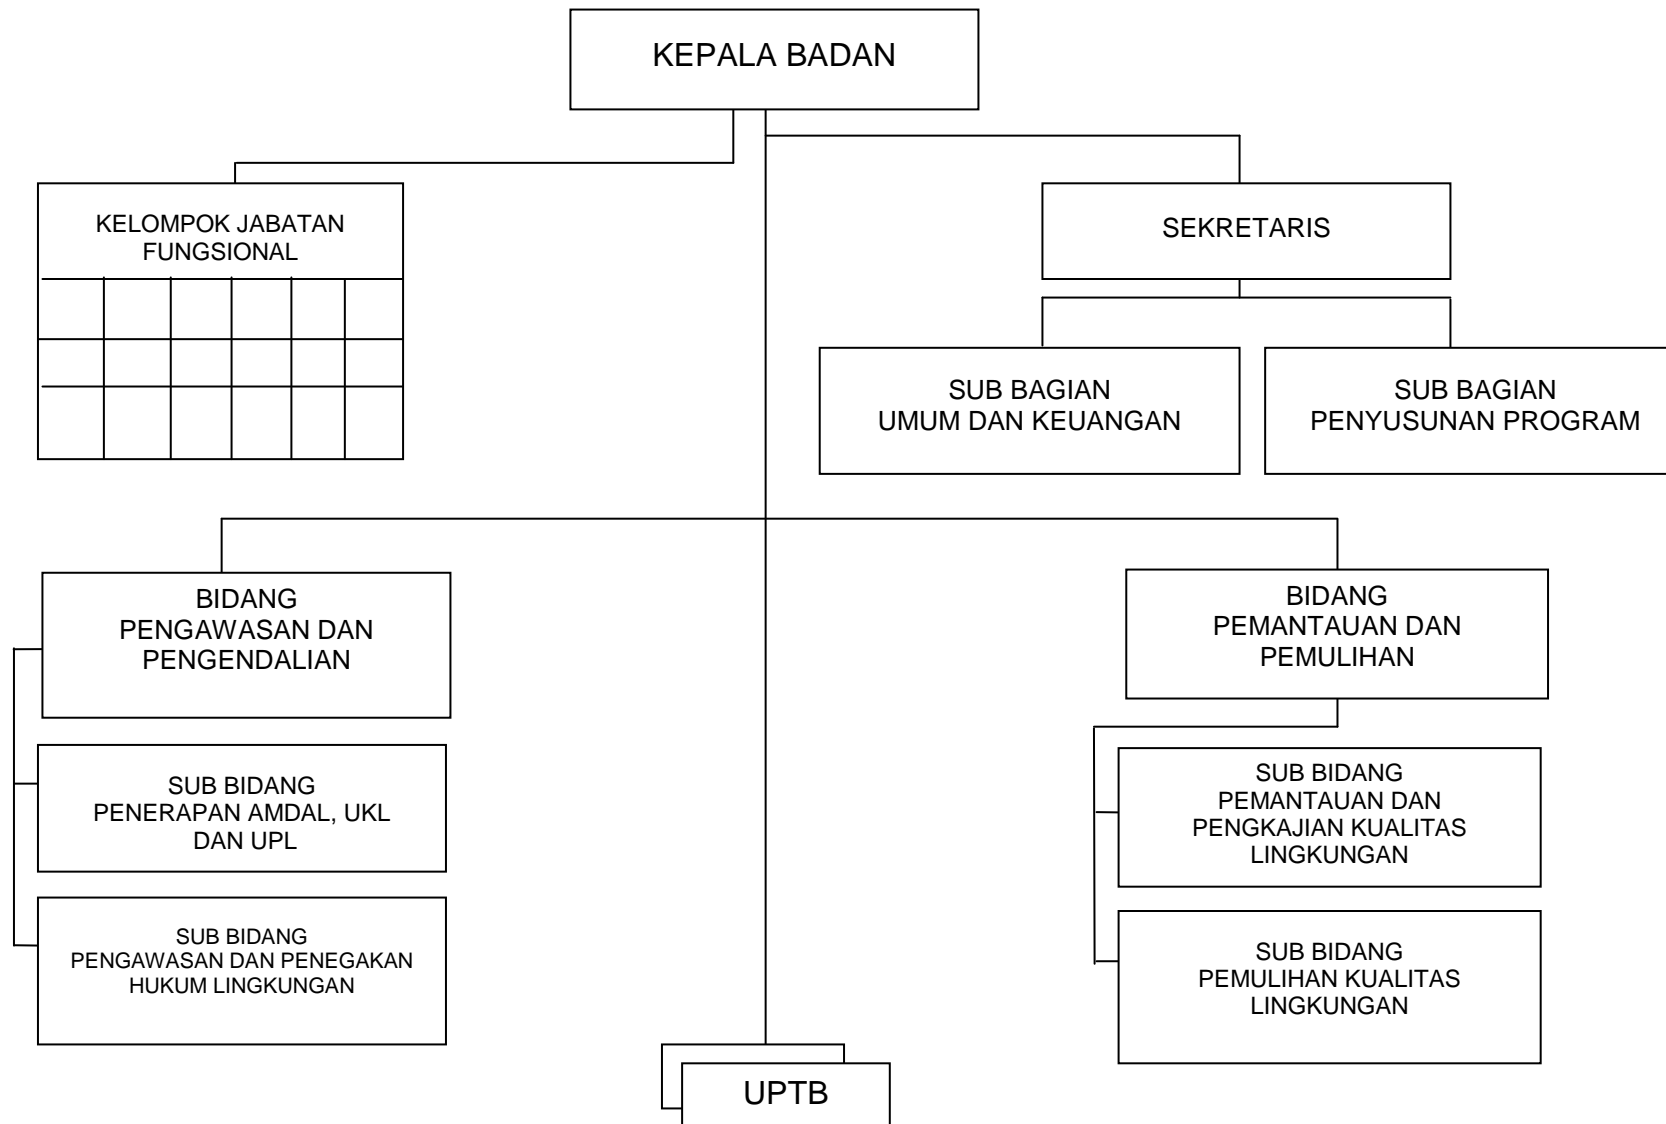 KEPALA BADAN
KELOMPOK JABATAN
FUNGSIONAL
SEKRETARIS
SUB BAGIAN
UMUM DAN KEUANGAN
SUB BAGIAN
PENYUSUNAN PROGRAM
BIDANG
PENGAWASAN DAN
PENGENDALIAN
BIDANG
PEMANTAUAN DAN
PEMULIHAN
SUB BIDANG
PENERAPAN AMDAL, UKL
DAN UPL
SUB BIDANG
PEMANTAUAN DAN
PENGKAJIAN KUALITAS
LINGKUNGAN
SUB BIDANG
PENGAWASAN DAN PENEGAKAN
HUKUM LINGKUNGAN
SUB BIDANG
PEMULIHAN KUALITAS
LINGKUNGAN
UPTB